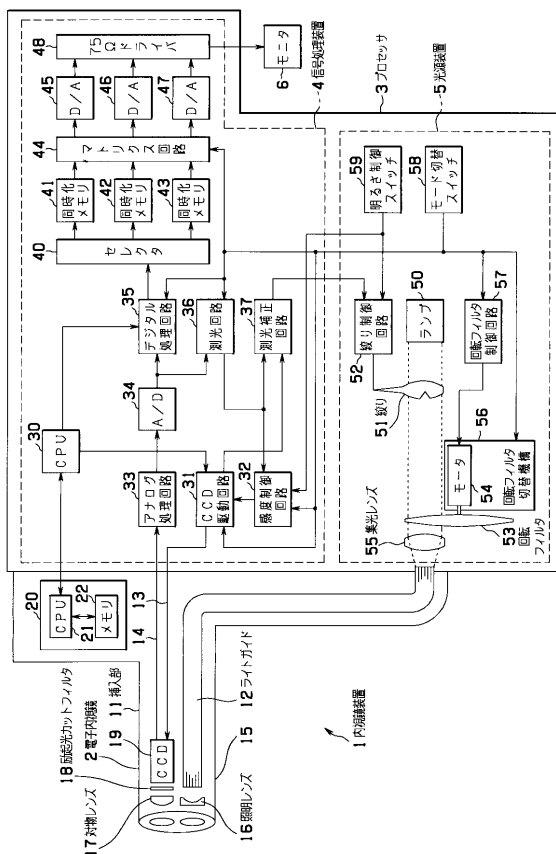 48
75Ωドライバ
6 モニタ
45
D/A
46
D/A
47
D/A
44
マトリクス回路
41
同時化メモリ
42
同時化メモリ
43
同時化メモリ
40
セレクタ
35
デジタル処理回路
36
測光回路
37
測光補正回路
34
A/D
30
CPU
33
アナログ処理回路
31
CCD駆動回路
32
感度制御回路
4 信号処理装置
3 プロセッサ
5 光源装置
59
明るさ制御スイッチ
58
モード切替スイッチ
52
絞り制御回路
50
ランプ
57
回転フィルタ制御回路
51 絞り
56
モータ
54
回転フィルタ切替機構
53 回転フィルタ
55 集光レンズ
20
CPU
21
22
メモリ
13
14
12 ライトガイド
15
11 挿入部
2 電子内視鏡
18 励起光カットフィルタ
19
CCD
17 対物レンズ
16 照明レンズ
1 内視鏡装置